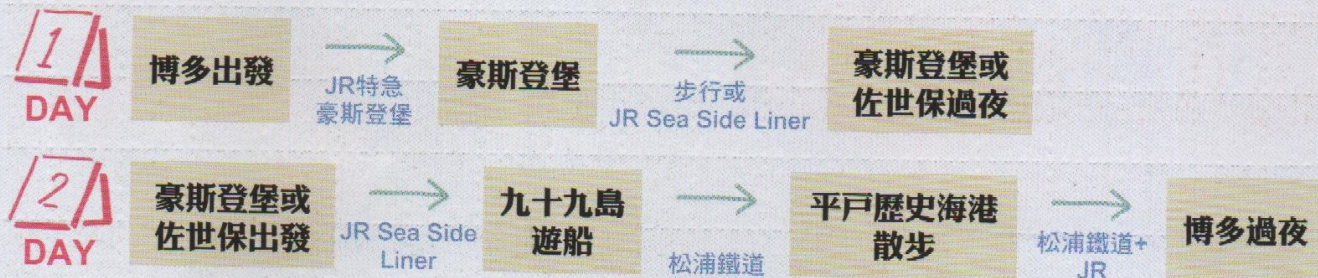 1
DAY
博多出發
JR特急
豪斯登堡
豪斯登堡
步行或
JR Sea Side Liner
豪斯登堡或
佐世保過夜
2
DAY
豪斯登堡或
佐世保出發
JR Sea Side
Liner
九十九島
遊船
松浦鐵道
平戸歷史海港
散步
松浦鐵道+
JR
博多過夜